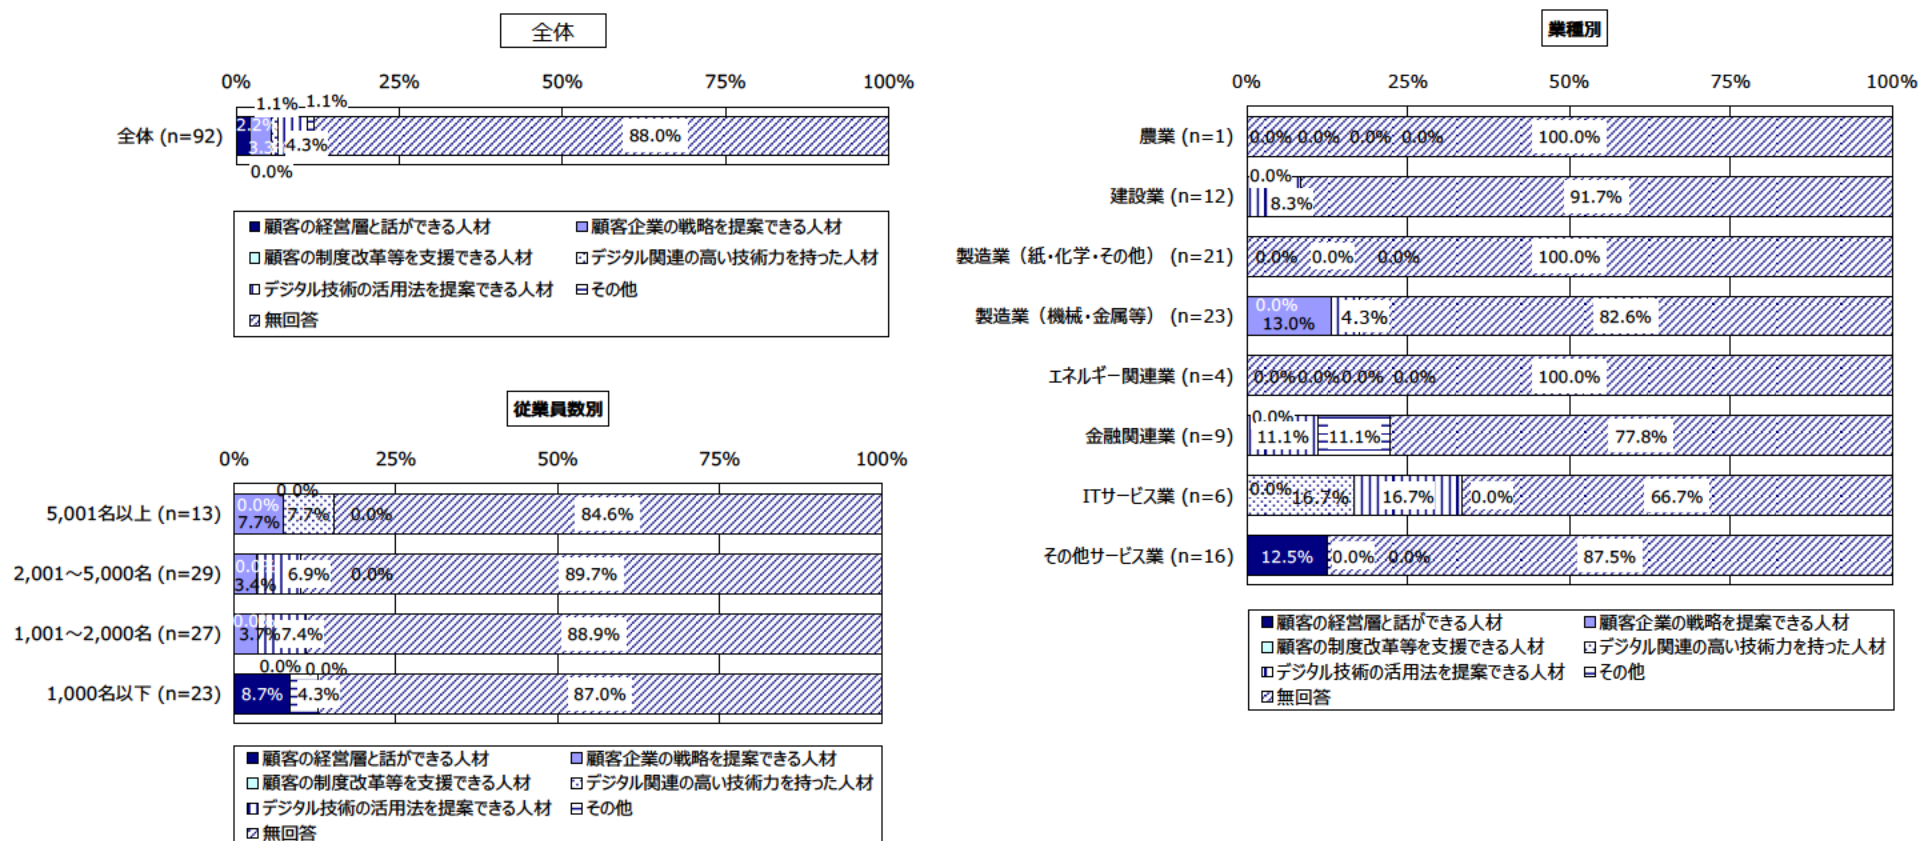 全体
0% 25% 50% 75% 100%
1.1% 1.1%
全体 (n=92) 2.2% 3.3% 4.3% 88.0%
0.0%
■顧客の経営層と話ができる人材 ■顧客企業の戦略を提案できる人材
□顧客の制度改革等を支援できる人材 デジタル関連の高い技術力を持った人材
デジタル技術の活用法を提案できる人材 その他
無回答
従業員数別
0% 25% 50% 75% 100%
0.0%
5,001名以上 (n=13) 0.0% 7.7% 7.7% 0.0% 84.6%
2,001～5,000名 (n=29) 0.0% 3.4% 6.9% 0.0% 89.7%
1,001～2,000名 (n=27) 0.0% 3.7% 7.4% 88.9%
0.0% 0.0%
1,000名以下 (n=23) 8.7% 4.3% 87.0%
■顧客の経営層と話ができる人材 ■顧客企業の戦略を提案できる人材
□顧客の制度改革等を支援できる人材 デジタル関連の高い技術力を持った人材
デジタル技術の活用法を提案できる人材 その他
無回答
業種別
0% 25% 50% 75% 100%
農業 (n=1) 0.0% 0.0% 0.0% 0.0% 100.0%
0.0%
建設業 (n=12) 8.3% 91.7%
製造業（紙・化学・その他） (n=21) 0.0% 0.0% 0.0% 100.0%
製造業（機械・金属等） (n=23) 0.0% 13.0% 4.3% 82.6%
エネルギー関連業 (n=4) 0.0% 0.0% 0.0% 0.0% 100.0%
0.0%
金融関連業 (n=9) 11.1% 11.1% 77.8%
ITサービス業 (n=6) 0.0% 16.7% 16.7% 0.0% 66.7%
その他サービス業 (n=16) 12.5% 0.0% 0.0% 87.5%
■顧客の経営層と話ができる人材 ■顧客企業の戦略を提案できる人材
□顧客の制度改革等を支援できる人材 デジタル関連の高い技術力を持った人材
デジタル技術の活用法を提案できる人材 その他
無回答